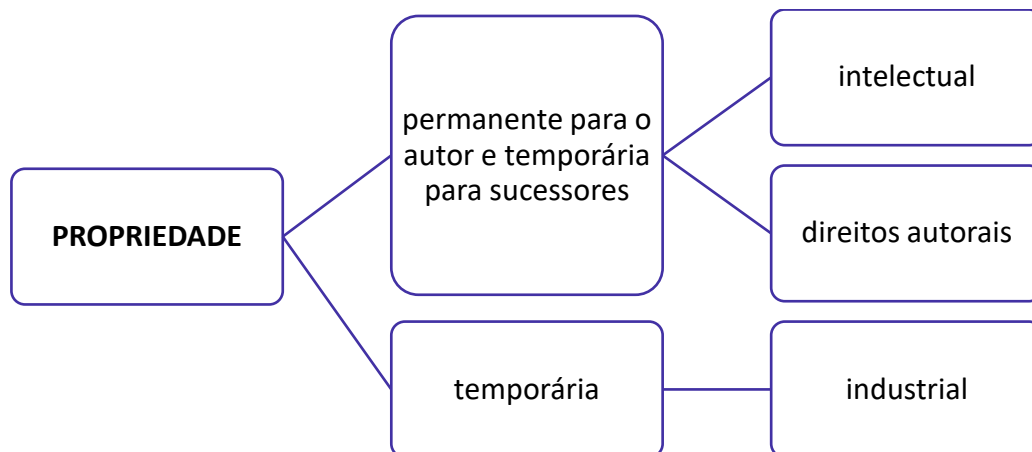 PROPRIEDADE
permanente para o
autor e temporária
para sucessores
intelectual
direitos autorais
temporária
industrial